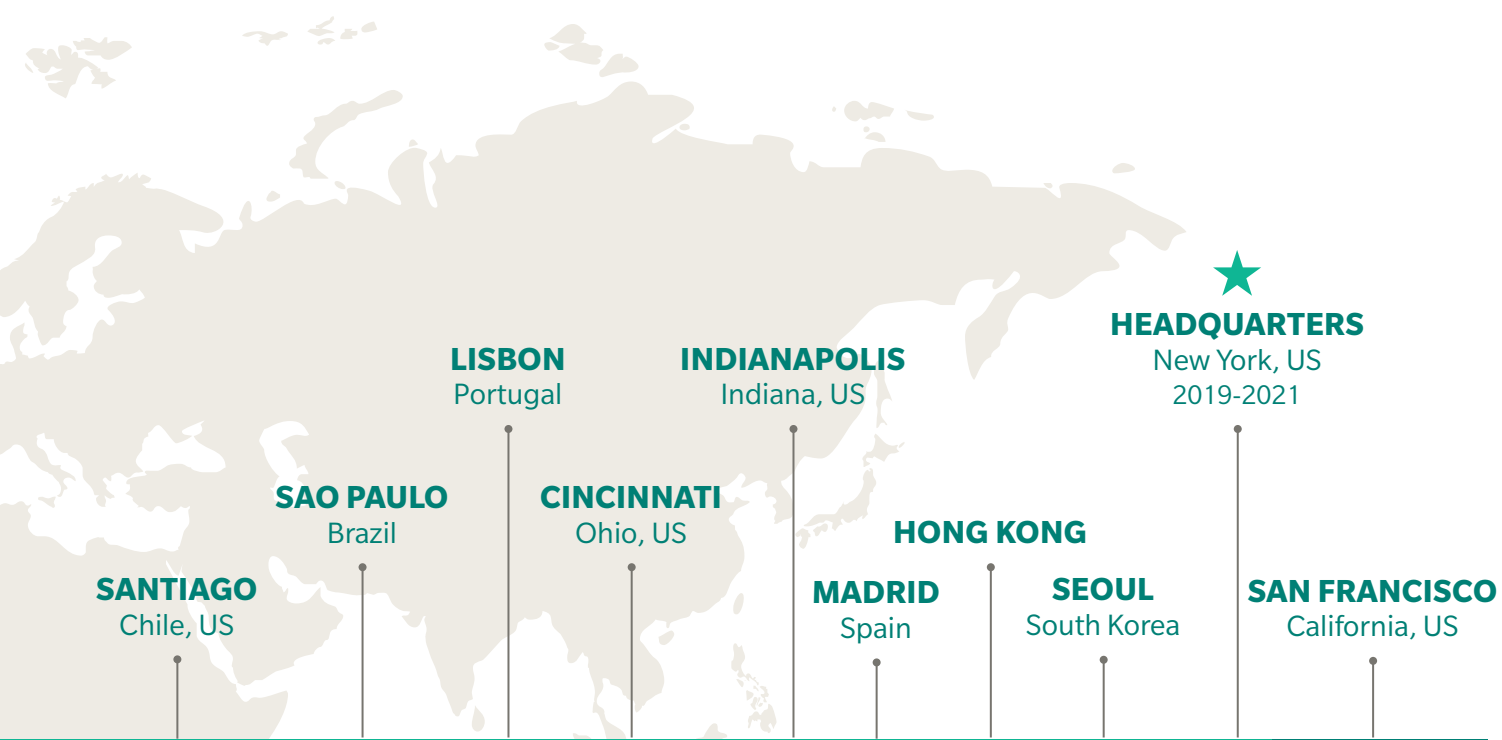 HEADQUARTERS
New York, US
2019-2021
LISBON
Portugal
INDIANAPOLIS
Indiana, US
SAO PAULO
Brazil
CINCINNATI
Ohio, US
HONG KONG
SANTIAGO
Chile, US
MADRID
Spain
SEOUL
South Korea
SAN FRANCISCO
California, US